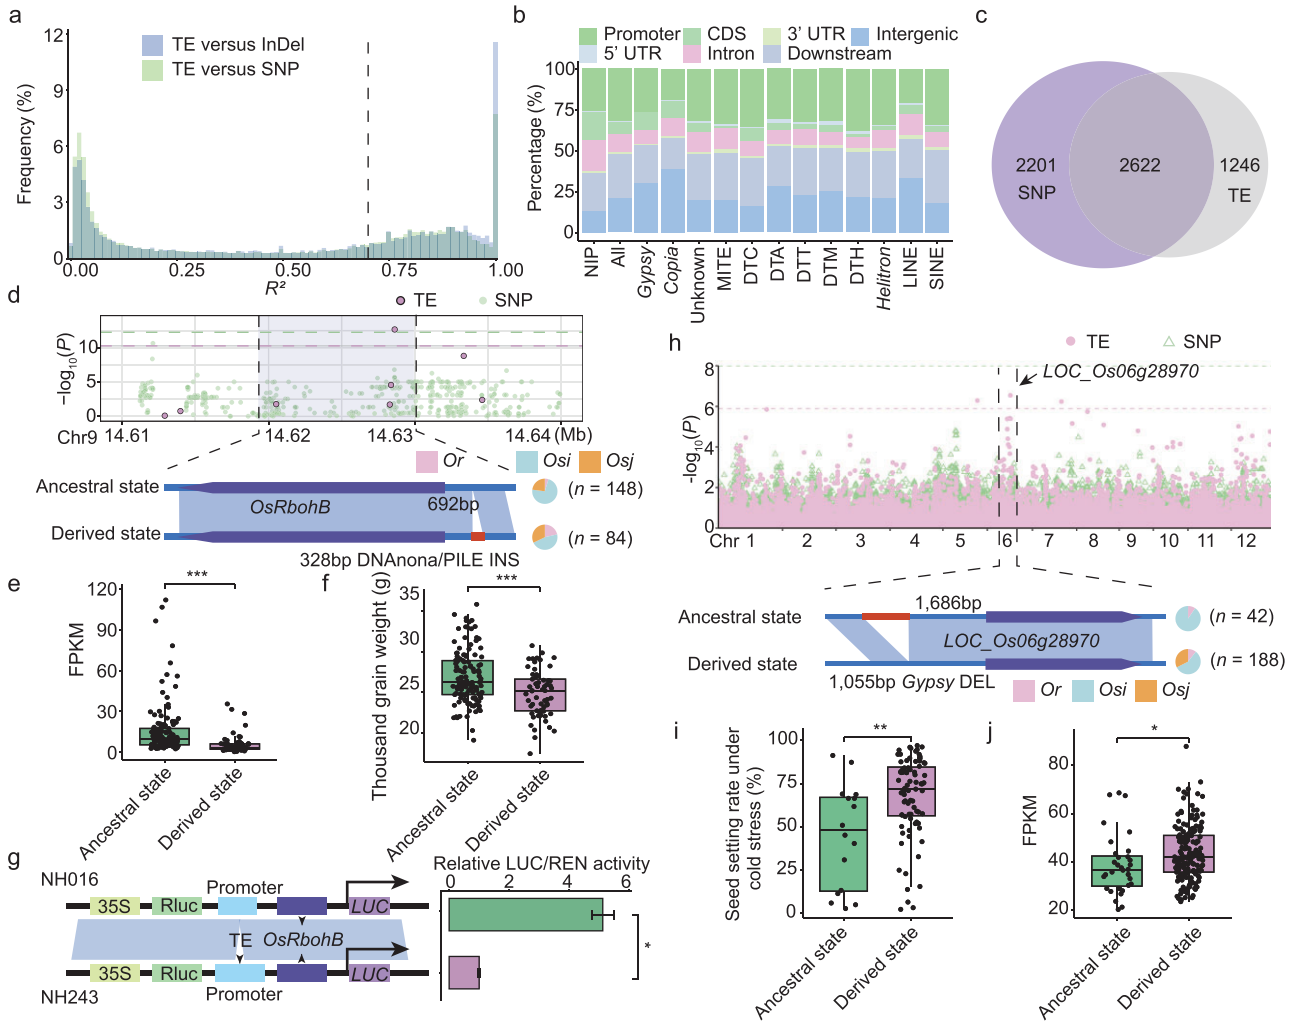 a
12
9
6
3
0
Frequency (%)
TE versus InDel
TE versus SNP
0.00
0.25
0.50
0.75
1.00
R²
b
Promoter
CDS
3’ UTR
Intergenic
5’ UTR
Intron
Downstream
100
75
50
25
0
Percentage (%)
NIP
All
Gypsy
Copia
Unknown
MITE
DTC
DTA
DTT
DTM
DTH
Helitron
LINE
SINE
c
2201
SNP
2622
1246
TE
d
TE
SNP
10
5
0
−log10(P)
Chr9
14.61
14.62
14.63
14.64 (Mb)
Or
Osi
Osj
Ancestral state
OsRbohB
692bp
(n = 148)
Derived state
(n = 84)
328bp DNAnona/PILE INS
e
120
90
60
30
0
FPKM
***
Ancestral state
Derived state
f
35
30
25
20
Thousand grain weight (g)
***
Ancestral state
Derived state
g
NH016
Promoter
35S
Rluc
LUC
TE
OsRbohB
35S
Rluc
LUC
NH243
Promoter
Relative LUC/REN activity
0
2
4
6
*
h
TE
SNP
LOC_Os06g28970
8
6
4
2
0
-log10(P)
Chr 1
2
3
4
5
6
7
8
9
10
11
12
Ancestral state
1,686bp
(n = 42)
LOC_Os06g28970
Derived state
(n = 188)
1,055bp Gypsy DEL
Or
Osi
Osj
i
100
75
50
25
0
Seed setting rate under
cold stress (%)
**
Ancestral state
Derived state
j
80
60
40
20
FPKM
*
Ancestral state
Derived state